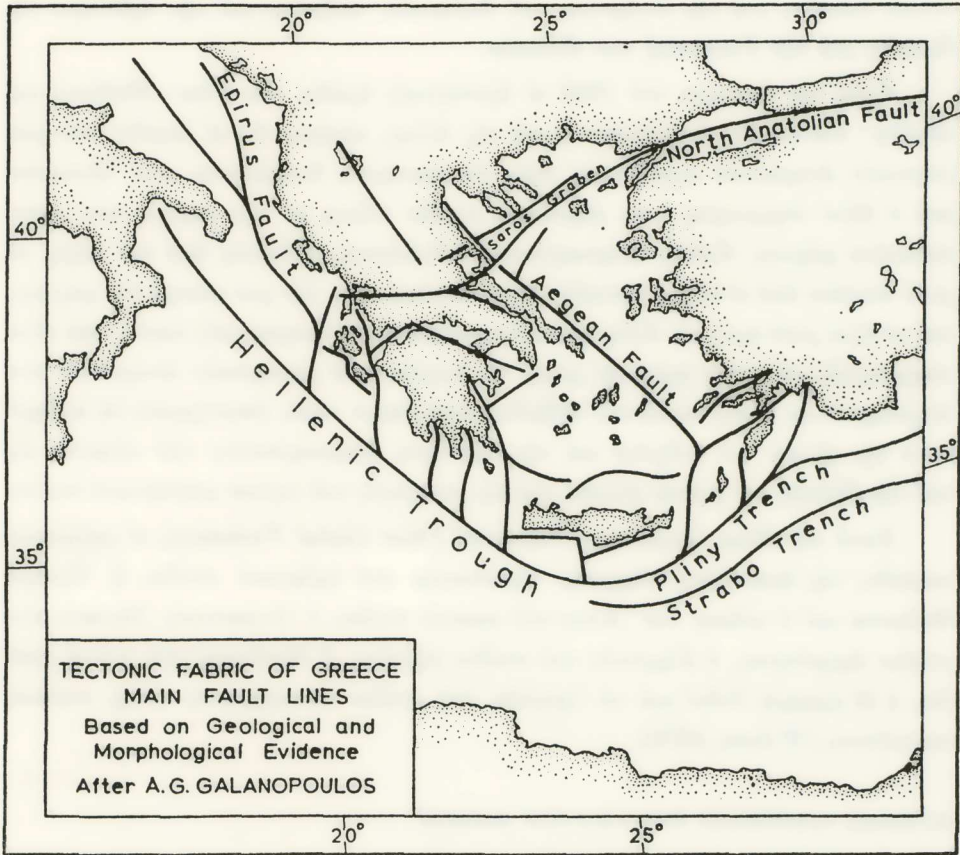 20°
25°
30°
Epirus Fault
North Anatolian Fault
40°
Saros Graben
40°
Aegean Fault
Hellenic Trough
35°
Pliny Trench
Strabo Trench
35°
TECTONIC FABRIC OF GREECE
MAIN FAULT LINES
Based on Geological and
Morphological Evidence
After A.G. GALANOPOULOS
20°
25°